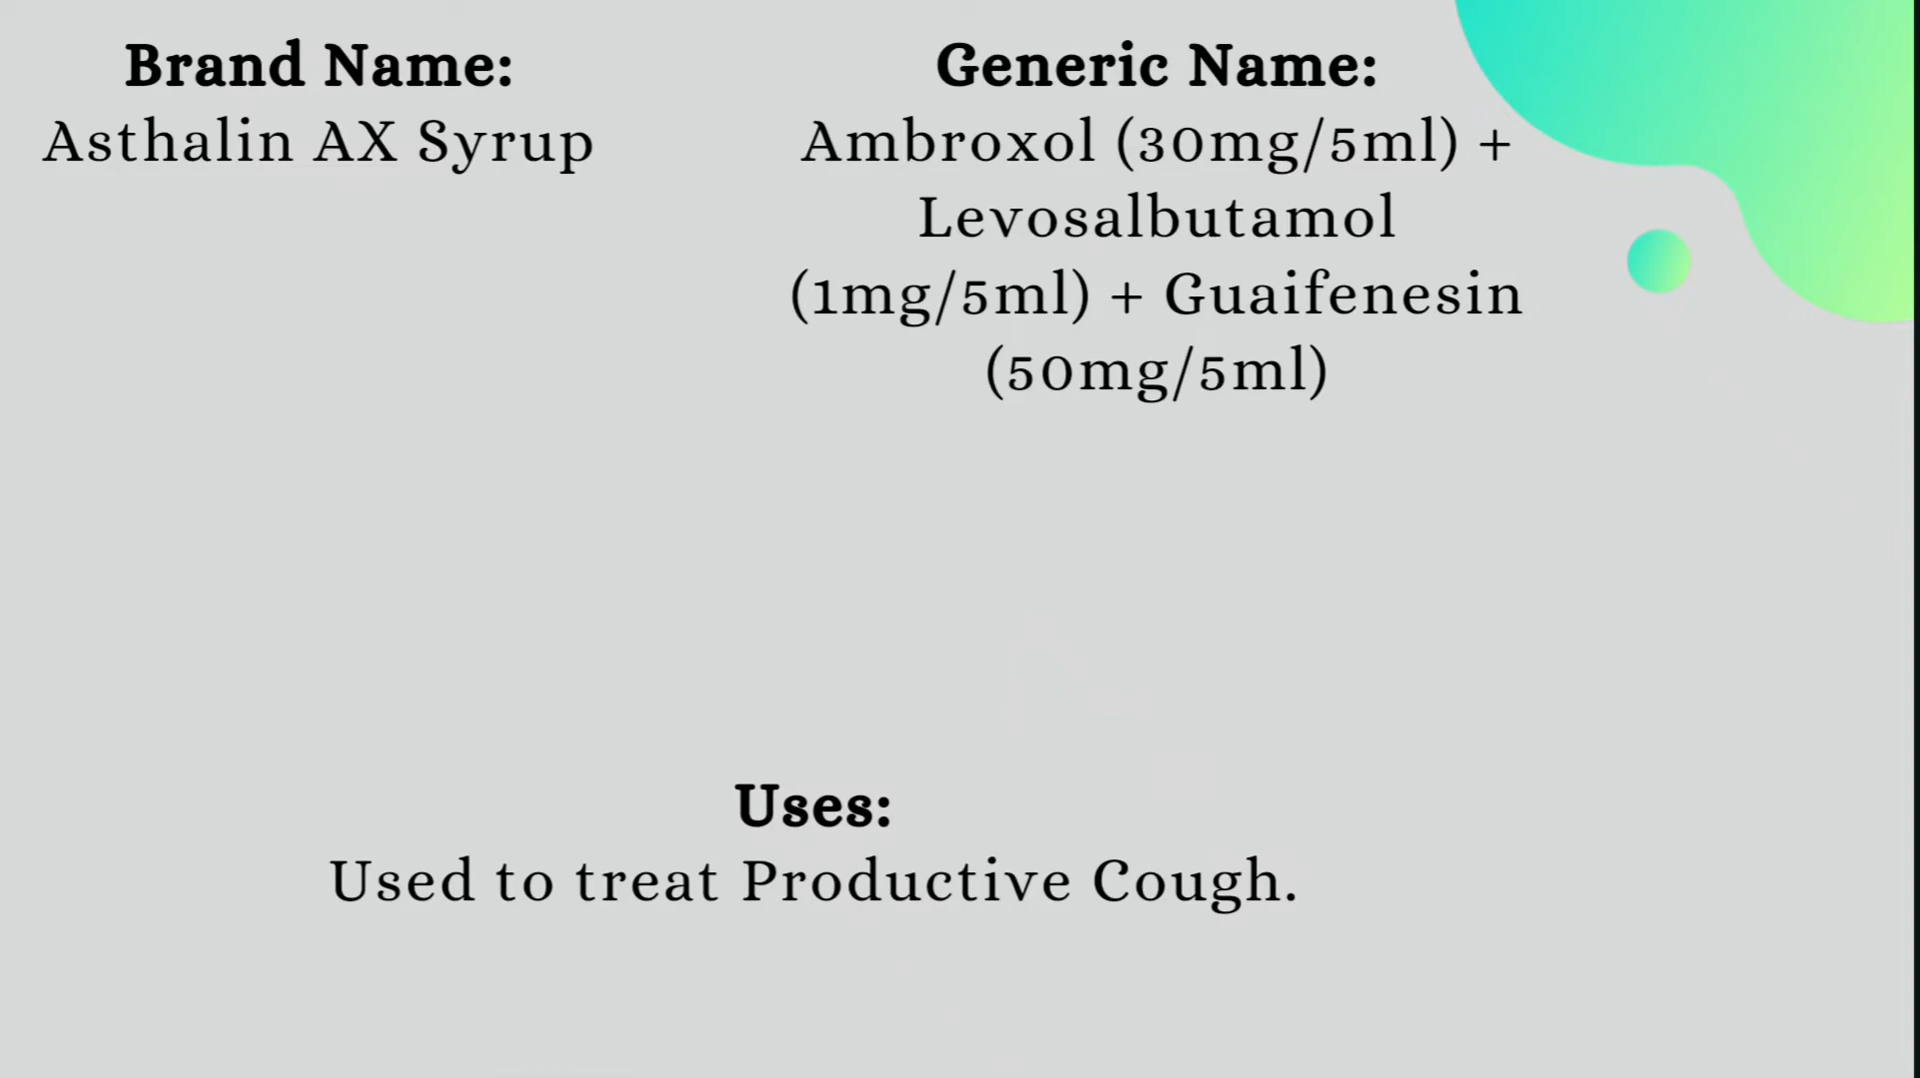 Brand Name:
Asthalin AX Syrup
Generic Name:
Ambroxol (30mg/5ml) +
Levosalbutamol
(1mg/5ml) + Guaifenesin
(50mg/5ml)
Uses:
Used to treat Productive Cough.